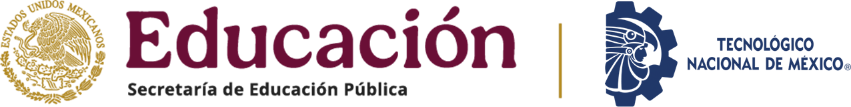 ESTADOS UNIDOS MEXICANOS
Educación
Secretaría de Educación Pública
TECNOLÓGICO
NACIONAL DE MÉXICO®